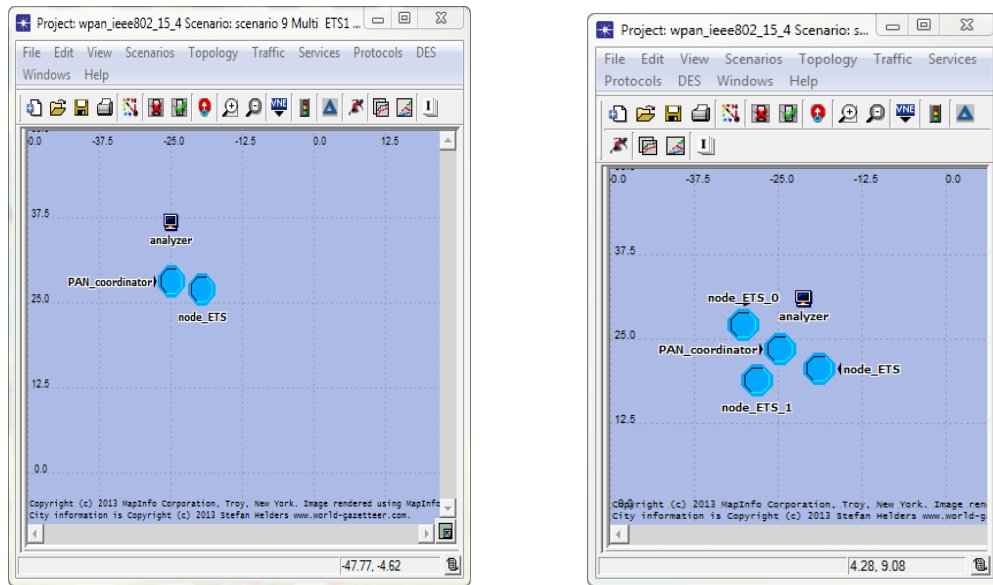 Project: wpan_ieee802_15_4 Scenario: scenario 9 Multi ETS1 ...
File Edit View Scenarios Topology Traffic Services Protocols DES
Windows Help
VNE
0.0 -37.5 -25.0 -12.5 0.0 12.5
37.5
analyzer
PAN_coordinator
25.0
node_ETS
12.5
0.0
Copyright (c) 2013 MapInfo Corporation, Troy, New York. Image rendered using MapInfo
City information is Copyright (c) 2013 Stefan Helders www.world-gazetteer.com.
-47.77, -4.62
Project: wpan_ieee802_15_4 Scenario: s...
File Edit View Scenarios Topology Traffic Services
Protocols DES Windows Help
VNE
0.0 -37.5 -25.0 -12.5 0.0
37.5
node_ETS_0
analyzer
25.0
PAN_coordinator
node_ETS
node_ETS_1
12.5
Copyright (c) 2013 MapInfo Corporation, Troy, New York. Image ren
City information is Copyright (c) 2013 Stefan Helders www.world-g
4.28, 9.08